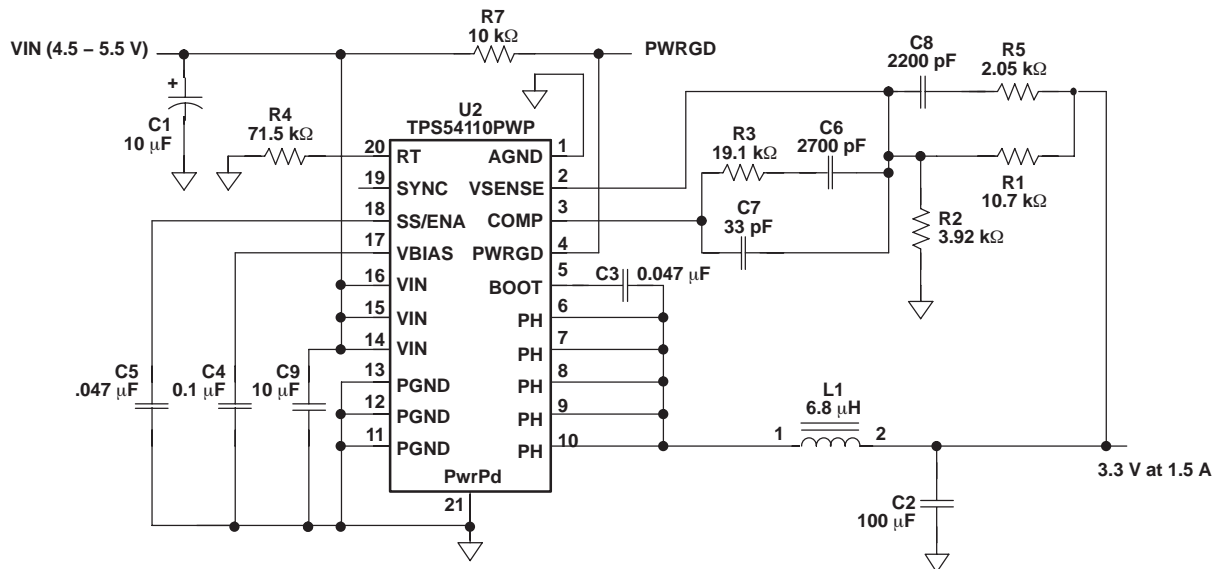 VIN (4.5 – 5.5 V)
R7
10 kΩ
PWRGD
C8
2200 pF
R5
2.05 kΩ
+
C1
10 µF
R4
71.5 kΩ
U2
TPS54110PWP
R3
19.1 kΩ
C6
2700 pF
R1
10.7 kΩ
C7
33 pF
R2
3.92 kΩ
20 RT AGND 1
19 SYNC VSENSE 2
18 SS/ENA COMP 3
17 VBIAS PWRGD 4
16 VIN BOOT 5
15 VIN PH 6
14 VIN PH 7
13 PGND PH 8
12 PGND PH 9
11 PGND PH 10
PwrPd
21
C3 0.047 µF
C5
.047 µF
C4
0.1 µF
C9
10 µF
L1
6.8 µH
1 2
3.3 V at 1.5 A
C2
100 µF